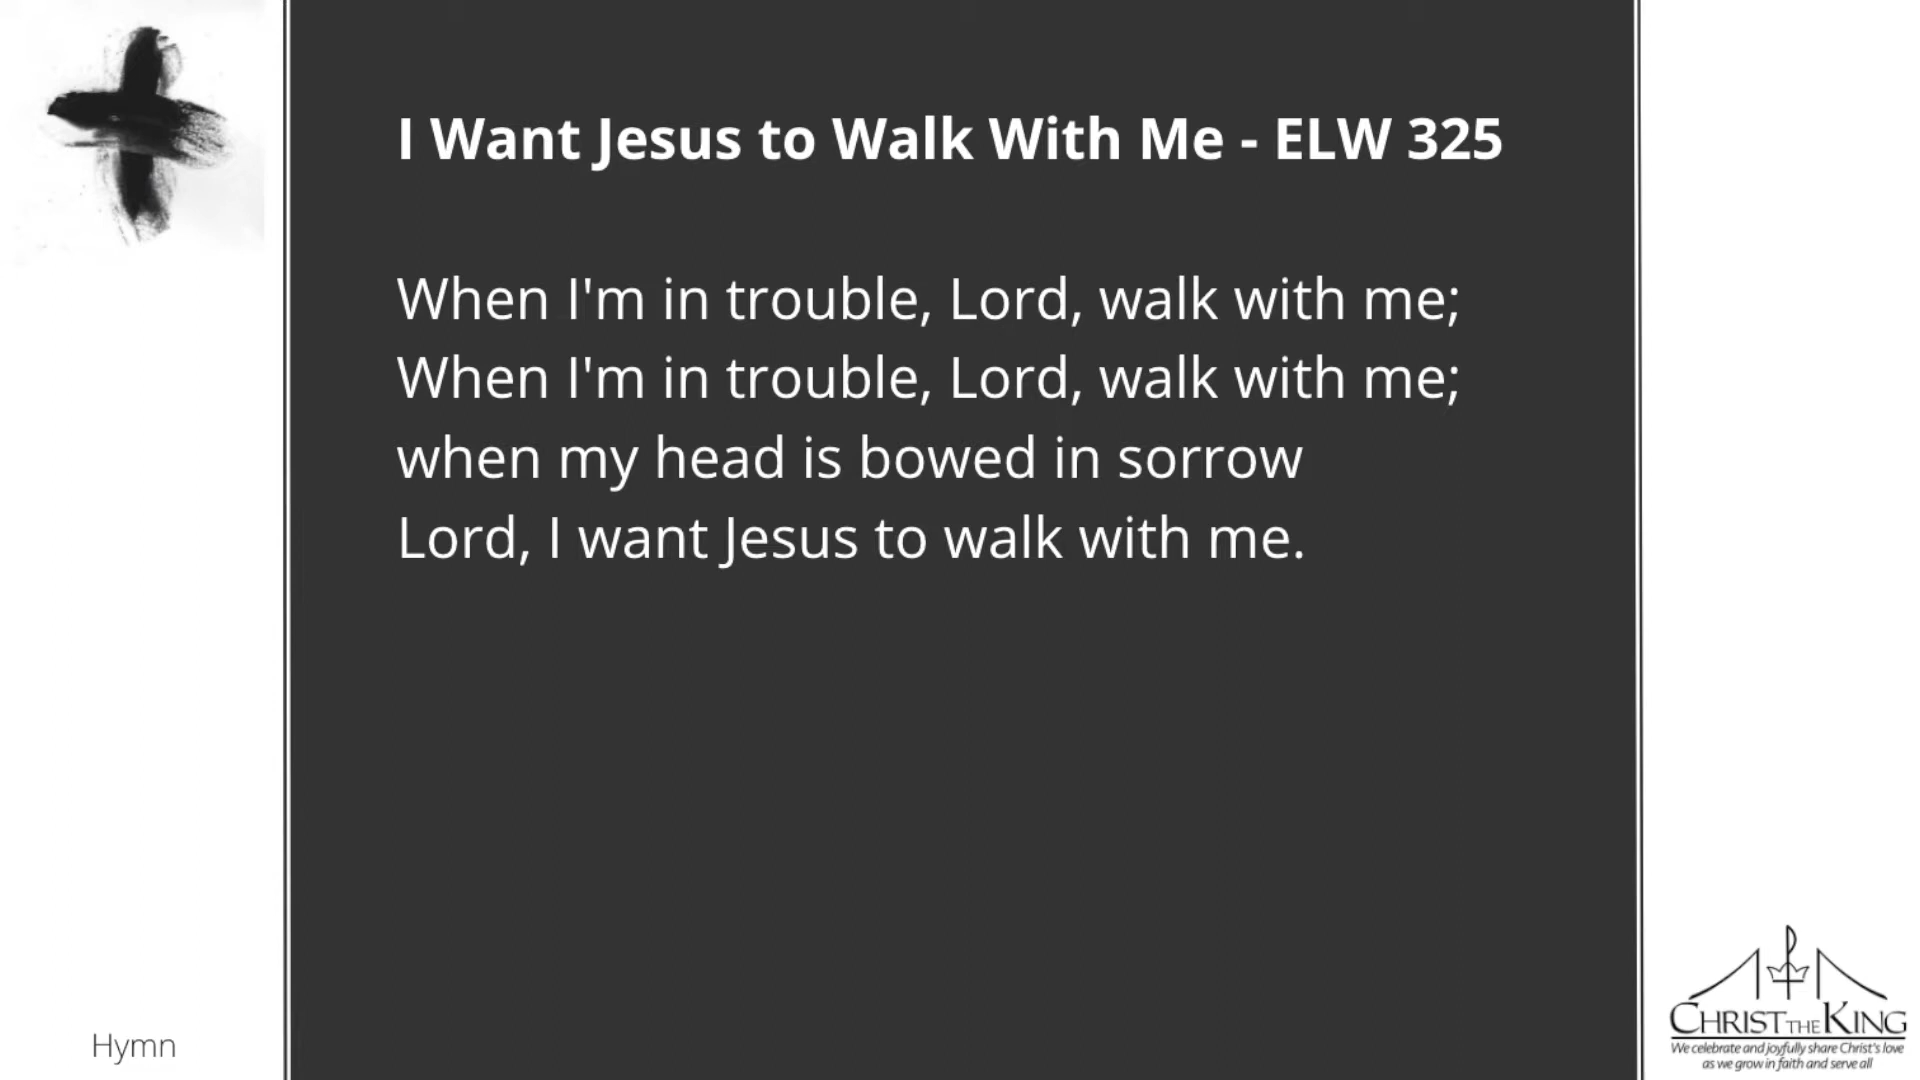 I Want Jesus to Walk With Me - ELW 325
When I'm in trouble, Lord, walk with me;
When I'm in trouble, Lord, walk with me;
when my head is bowed in sorrow
Lord, I want Jesus to walk with me.
Hymn
CHRIST THE KING
We celebrate and joyfully share Christ's love
as we grow in faith and serve all